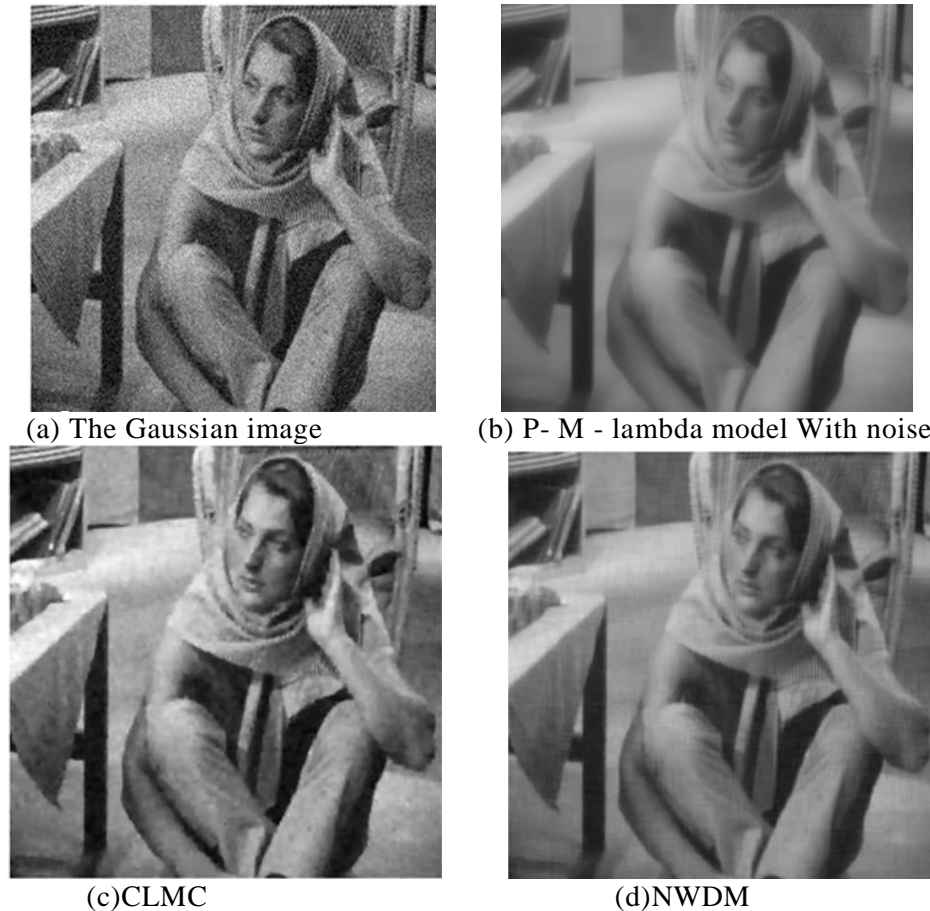 (a) The Gaussian image
(b) P- M - lambda model With noise
(c)CLMC
(d)NWDM